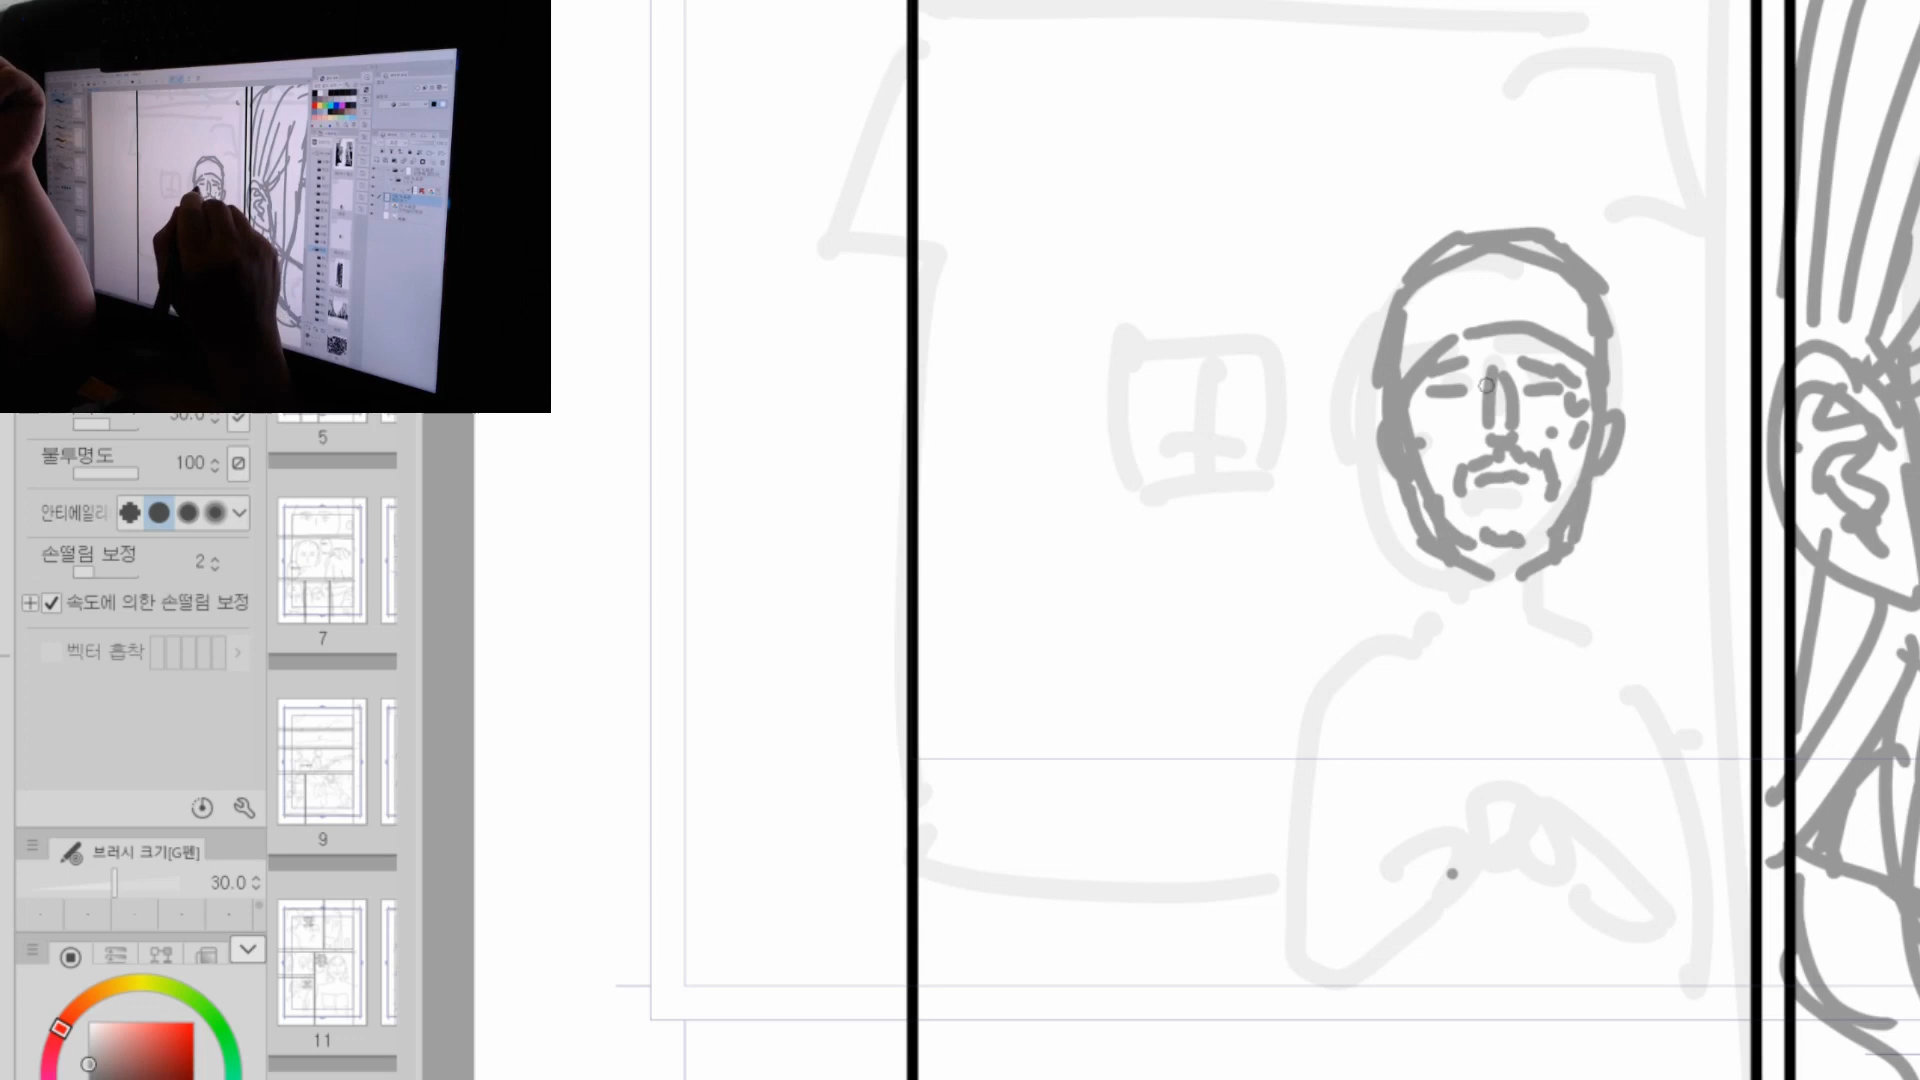 5
불투명도 100
안티에일리
손떨림 보정 2
속도에 의한 손떨림 보정
벡터 흡착
7
9
브러시 크기[G펜]
30.0
11